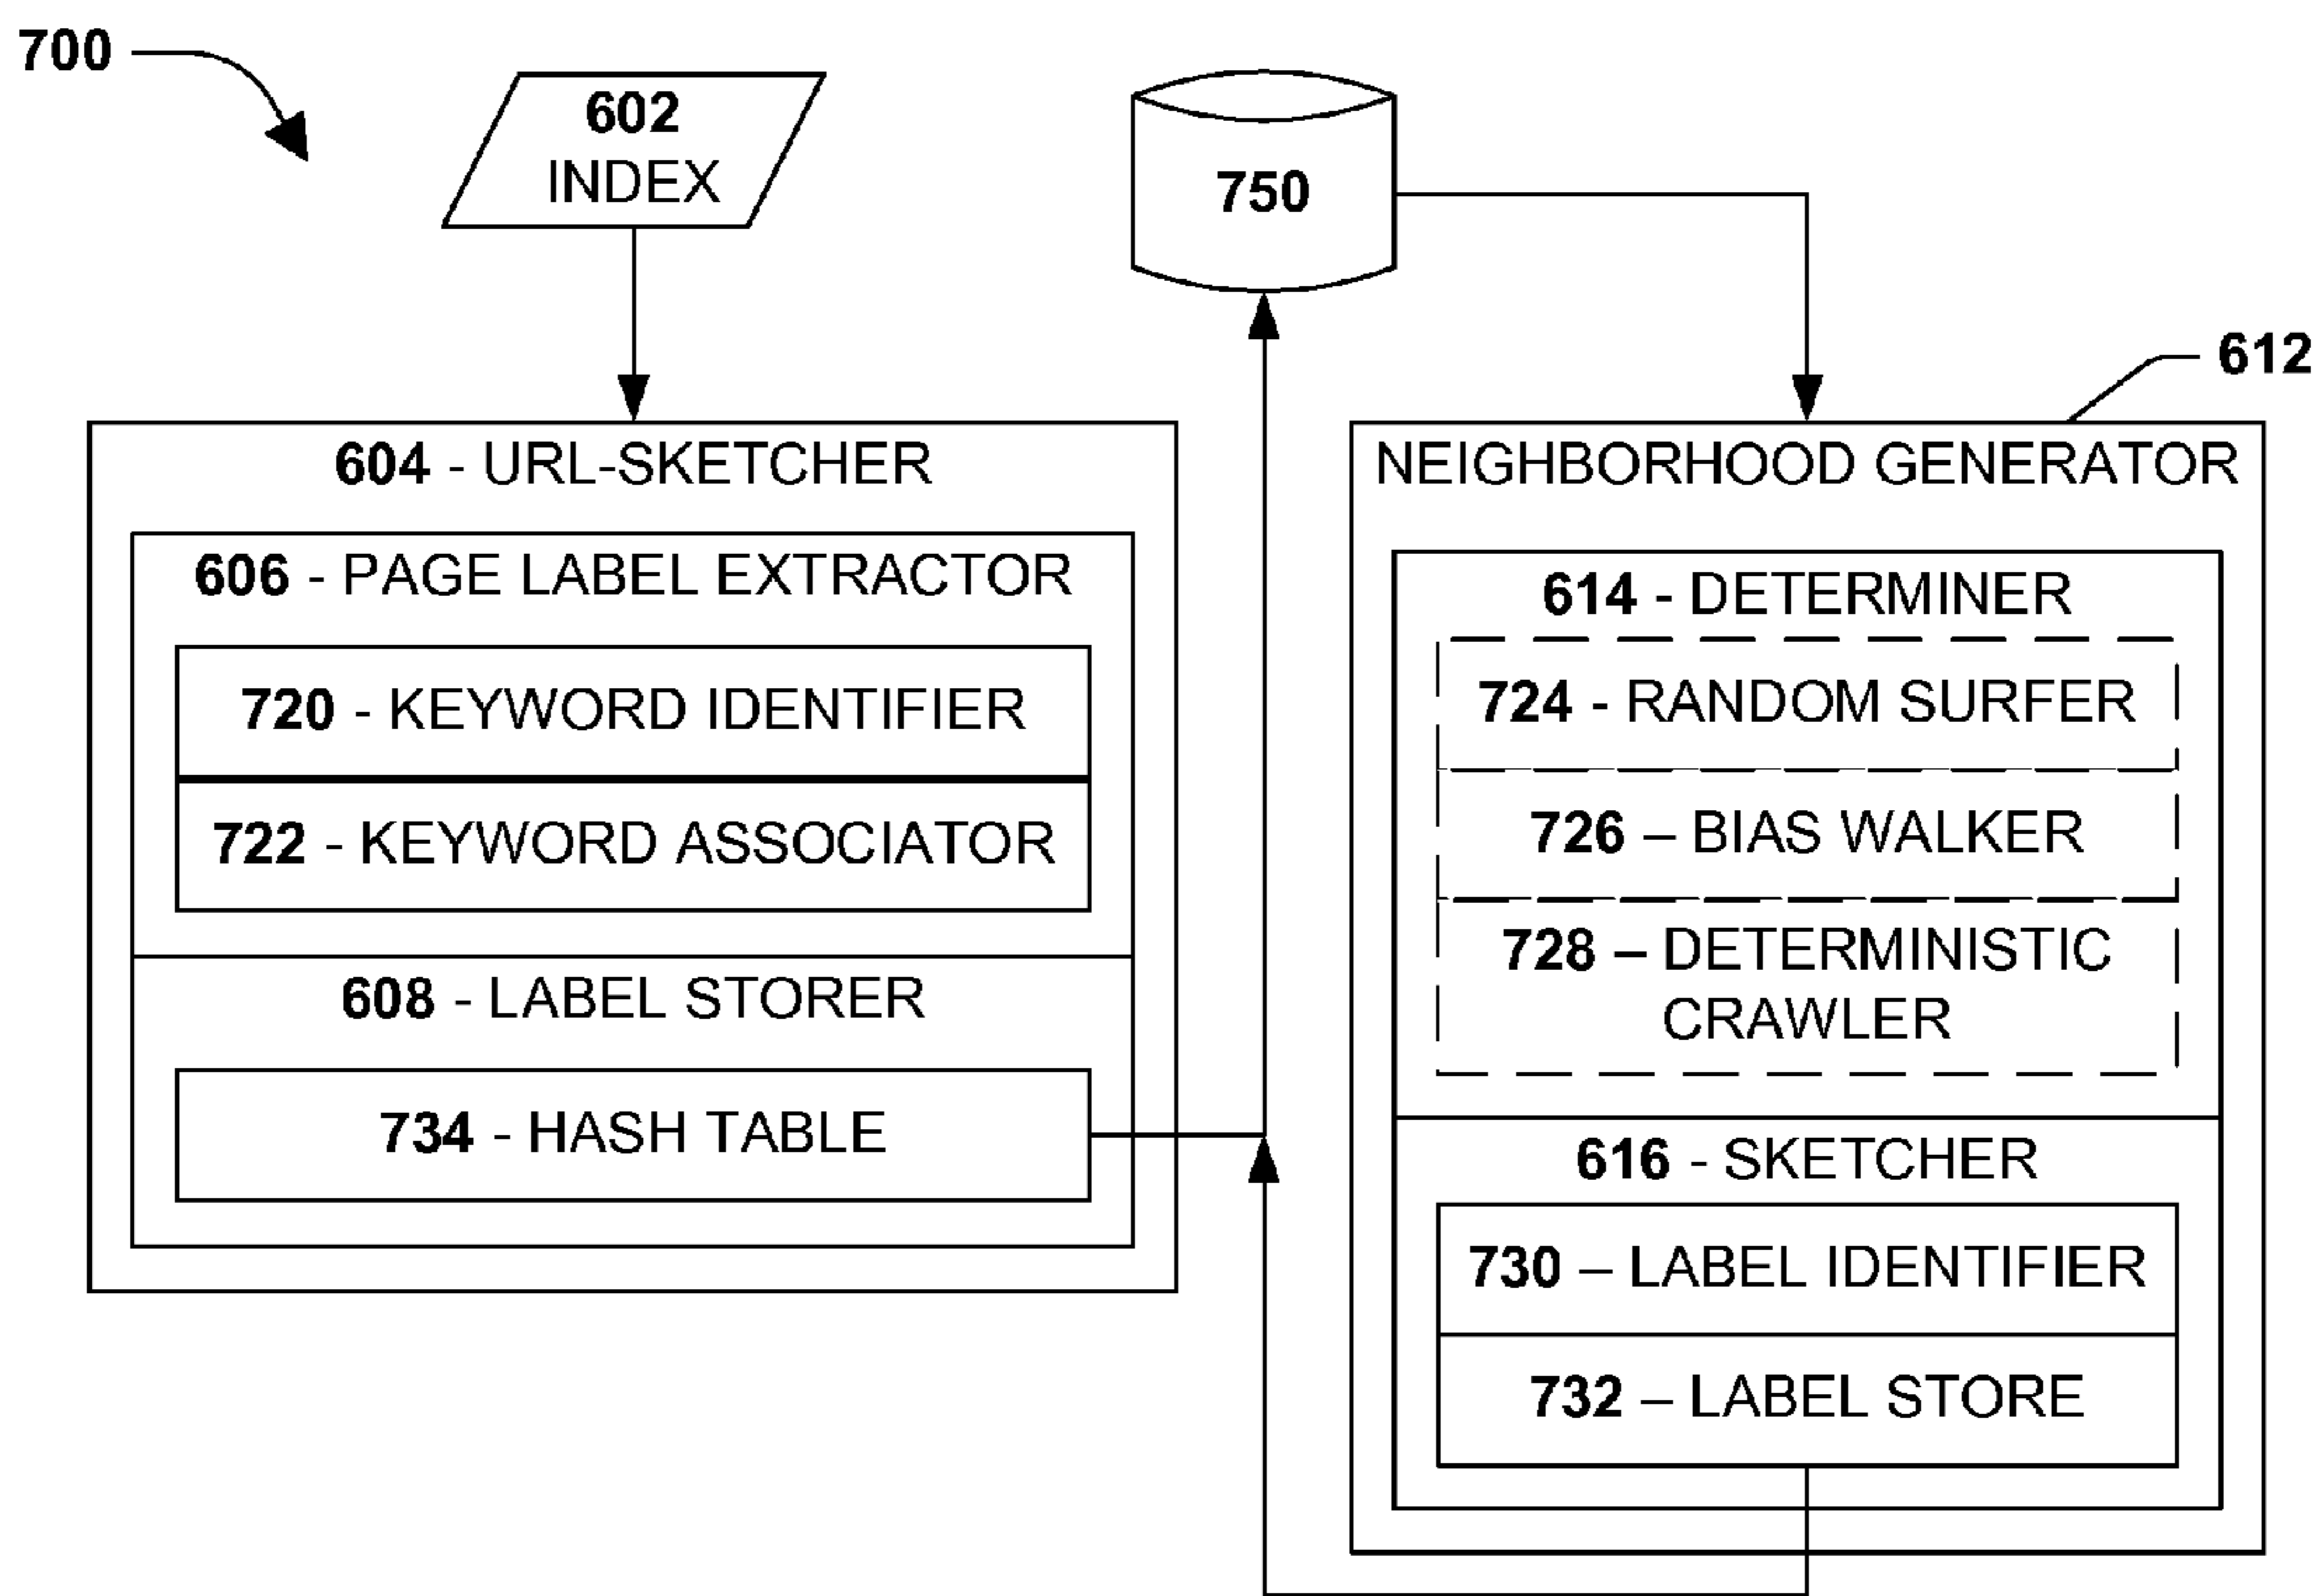 700
602
INDEX
750
612
604 - URL-SKETCHER
606 - PAGE LABEL EXTRACTOR
720 - KEYWORD IDENTIFIER
722 - KEYWORD ASSOCIATOR
608 - LABEL STORER
734 - HASH TABLE
NEIGHBORHOOD GENERATOR
614 - DETERMINER
724 - RANDOM SURFER
726 – BIAS WALKER
728 – DETERMINISTIC
CRAWLER
616 - SKETCHER
730 – LABEL IDENTIFIER
732 – LABEL STORE